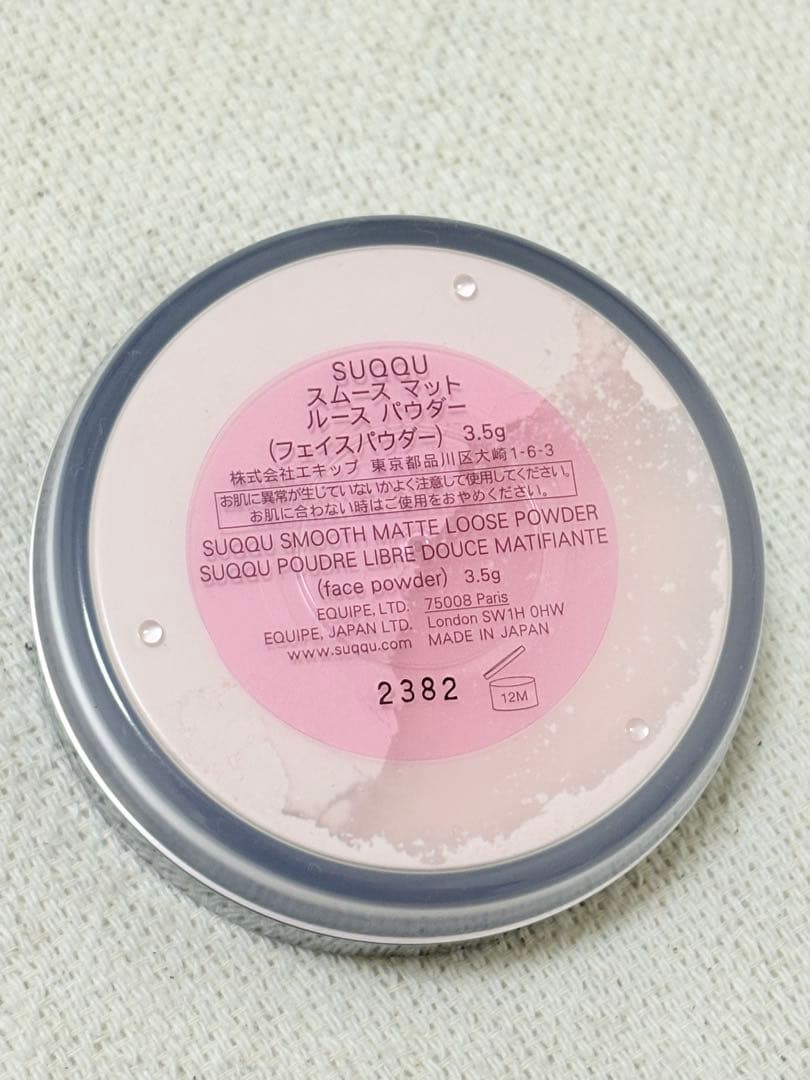 SUQQU
スムース マット
ルース パウダー
(フェイスパウダー) 3.5g
株式会社エキップ 東京都品川区大崎1-6-3
お肌に異常が生じていないかよく注意して使用してください。
お肌に合わない時はご使用をおやめください。
SUQQU SMOOTH MATTE LOOSE POWDER
SUQQU POUDRE LIBRE DOUCE MATIFIANTE
(face powder) 3.5g
EQUIPE, LTD. 75008 Paris
EQUIPE, JAPAN LTD. London SW1H 0HW
www.suqqu.com MADE IN JAPAN
2382 12M